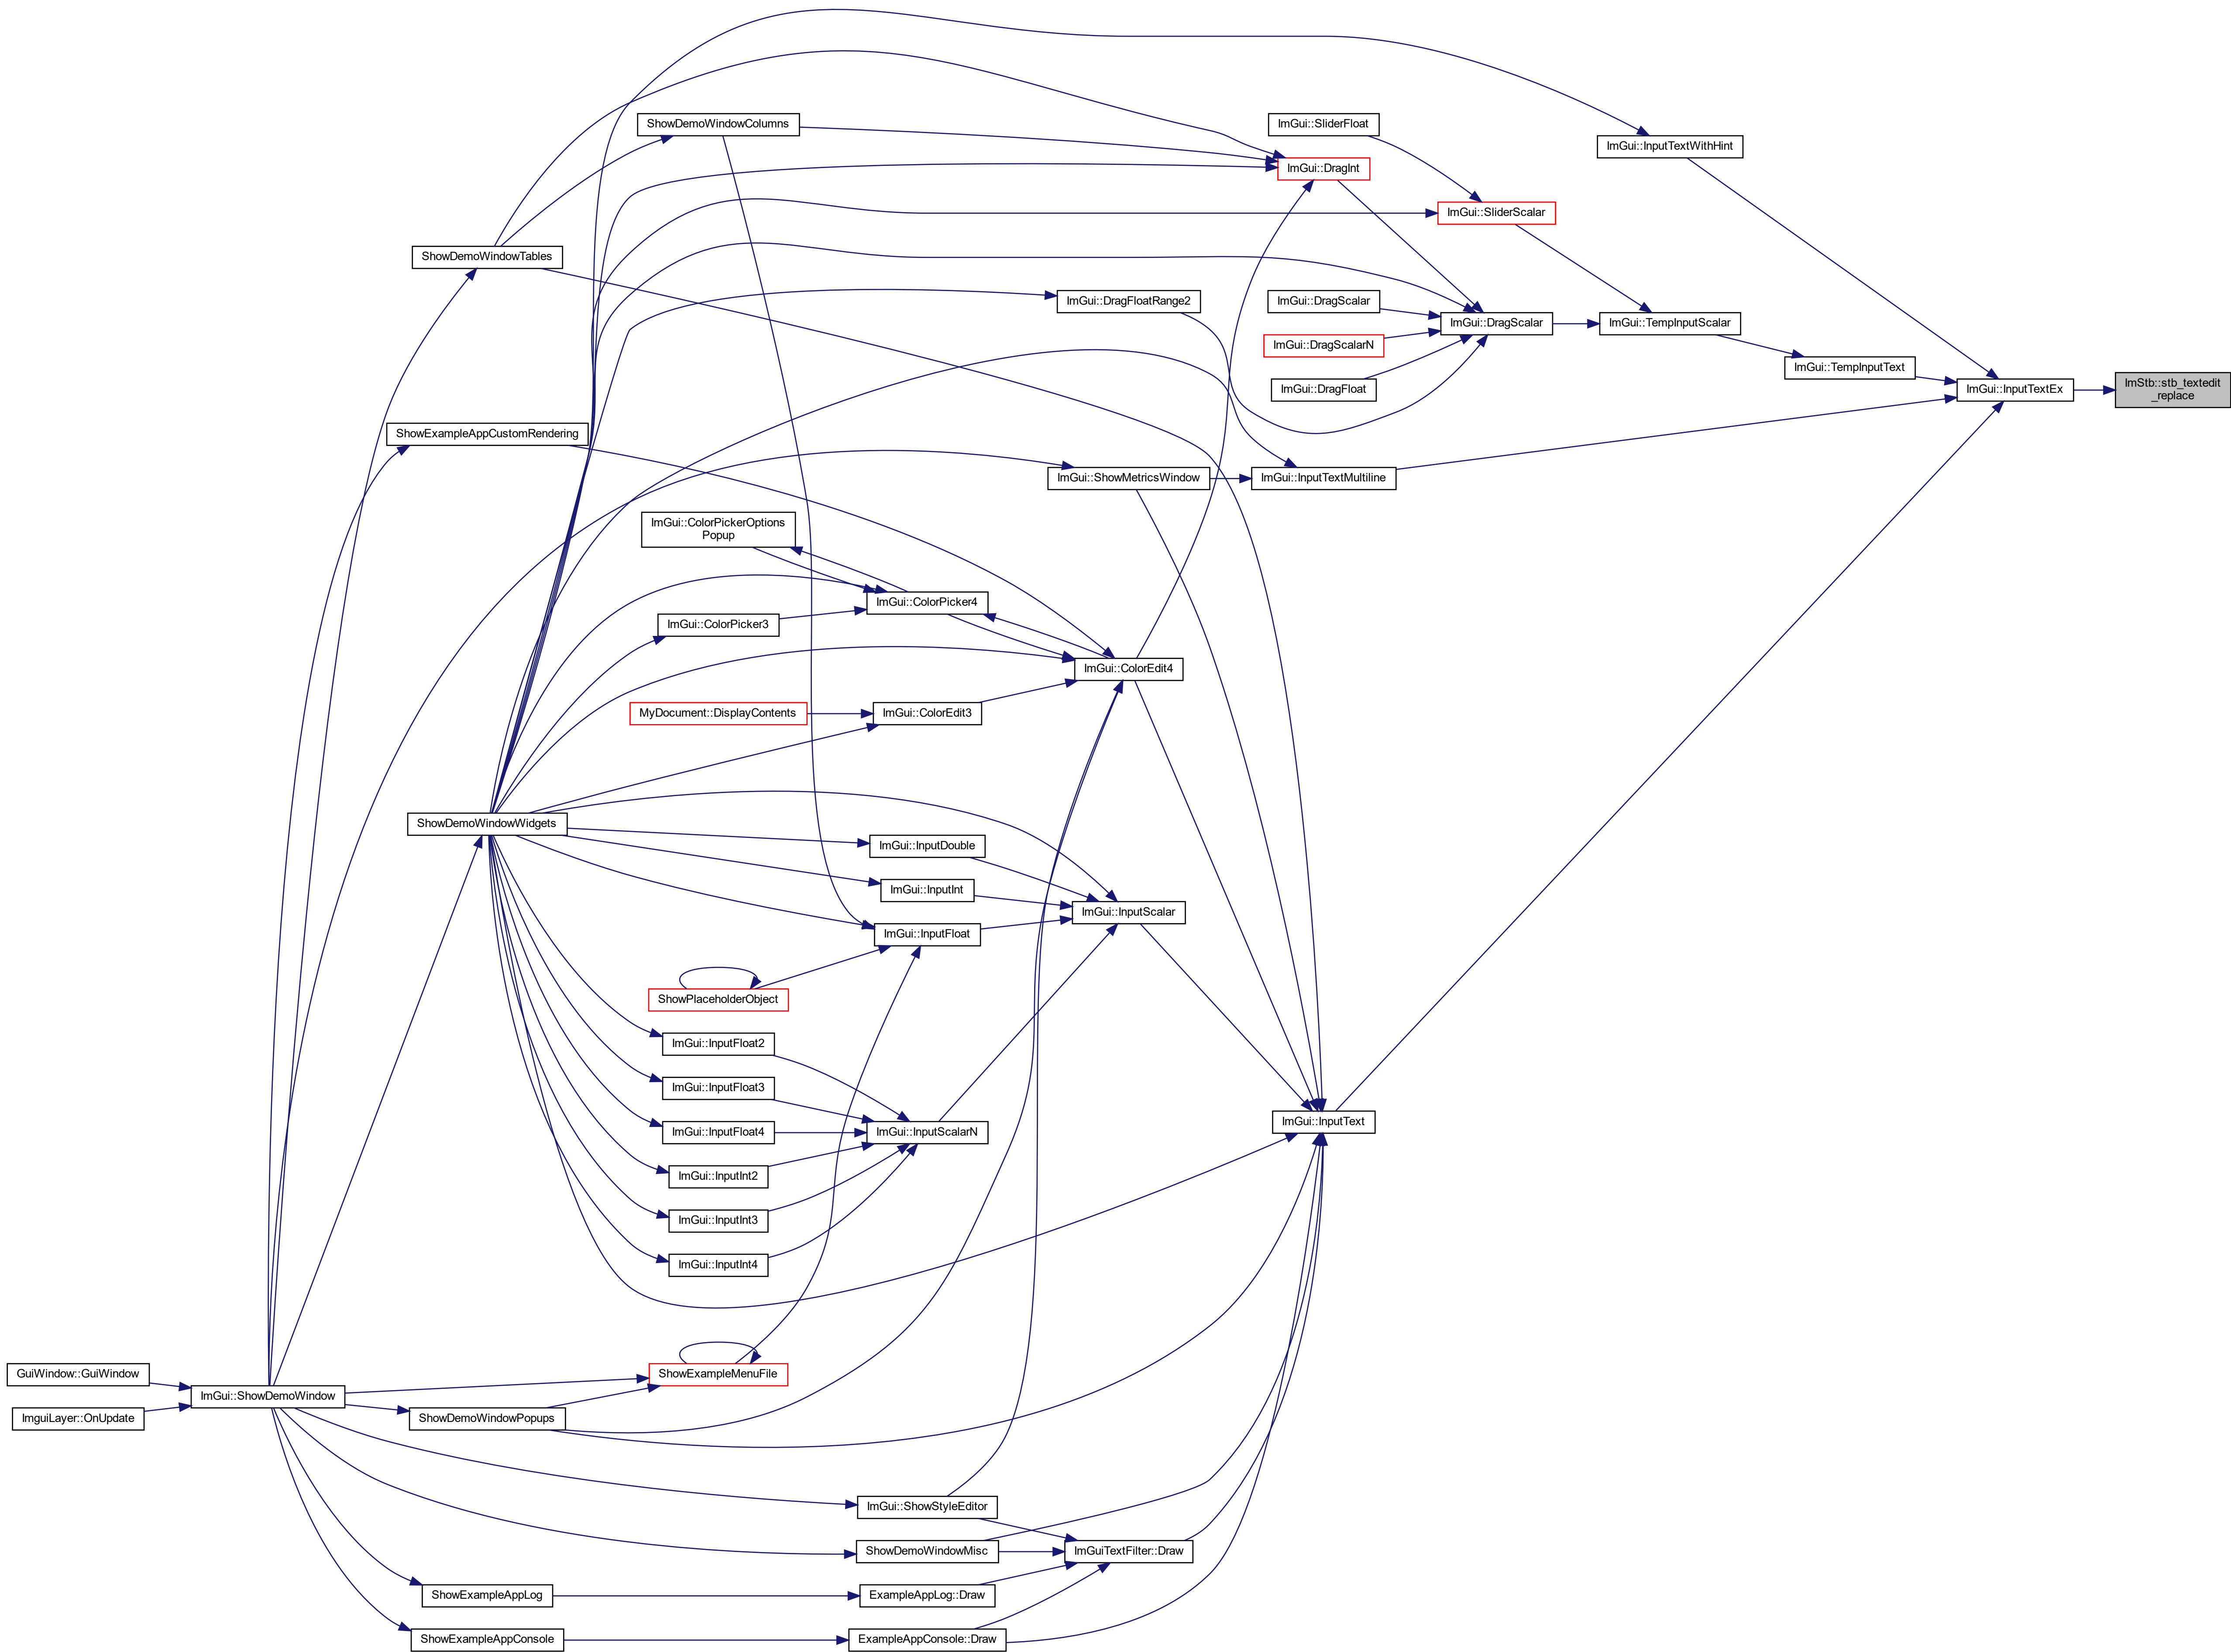 ShowDemoWindowColumns
ImGui::SliderFloat
ImGui::InputTextWithHint
ImGui::DragInt
ImGui::SliderScalar
ShowDemoWindowTables
ImGui::DragFloatRange2
ImGui::DragScalar
ImGui::DragScalar
ImGui::TempInputScalar
ImGui::DragScalarN
ImGui::TempInputText
ImGui::DragFloat
ImGui::InputTextEx
ImStb::stb_textedit
_replace
ShowExampleAppCustomRendering
ImGui::ShowMetricsWindow
ImGui::InputTextMultiline
ImGui::ColorPickerOptions
Popup
ImGui::ColorPicker4
ImGui::ColorPicker3
ImGui::ColorEdit4
MyDocument::DisplayContents
ImGui::ColorEdit3
ShowDemoWindowWidgets
ImGui::InputDouble
ImGui::InputInt
ImGui::InputScalar
ImGui::InputFloat
ShowPlaceholderObject
ImGui::InputFloat2
ImGui::InputFloat3
ImGui::InputFloat4
ImGui::InputScalarN
ImGui::InputText
ImGui::InputInt2
ImGui::InputInt3
ImGui::InputInt4
GuiWindow::GuiWindow
ShowExampleMenuFile
ImGui::ShowDemoWindow
ImguiLayer::OnUpdate
ShowDemoWindowPopups
ImGui::ShowStyleEditor
ShowDemoWindowMisc
ImGuiTextFilter::Draw
ShowExampleAppLog
ExampleAppLog::Draw
ShowExampleAppConsole
ExampleAppConsole::Draw